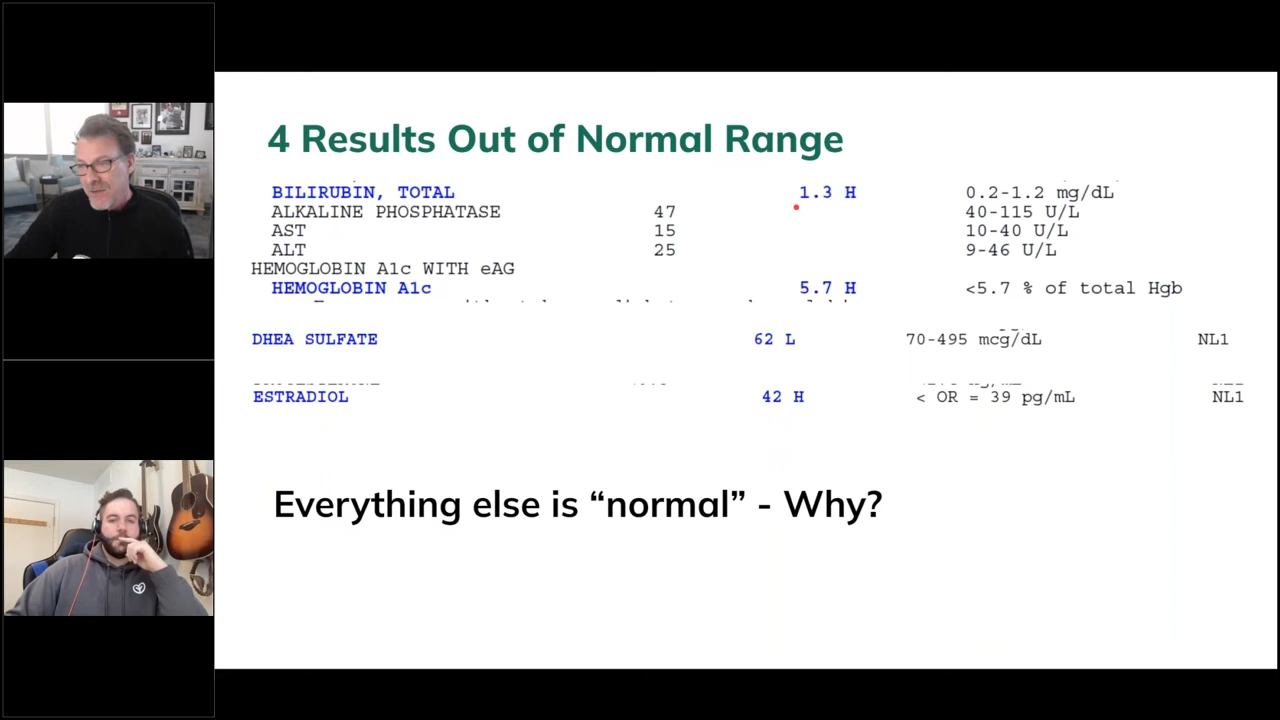 4 Results Out of Normal Range
BILIRUBIN, TOTAL 1.3 H 0.2-1.2 mg/dL
ALKALINE PHOSPHATASE 47 40-115 U/L
AST 15 10-40 U/L
ALT 25 9-46 U/L
HEMOGLOBIN A1c WITH eAG
HEMOGLOBIN A1c 5.7 H <5.7 % of total Hgb
DHEA SULFATE 62 L 70-495 mcg/dL NL1
ESTRADIOL 42 H < OR = 39 pg/mL NL1
Everything else is “normal” - Why?